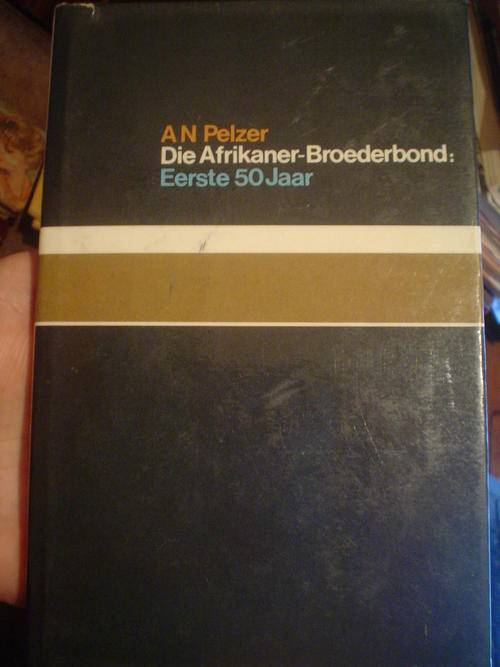 A N Pelzer
Die Afrikaner-Broederbond:
Eerste 50 Jaar